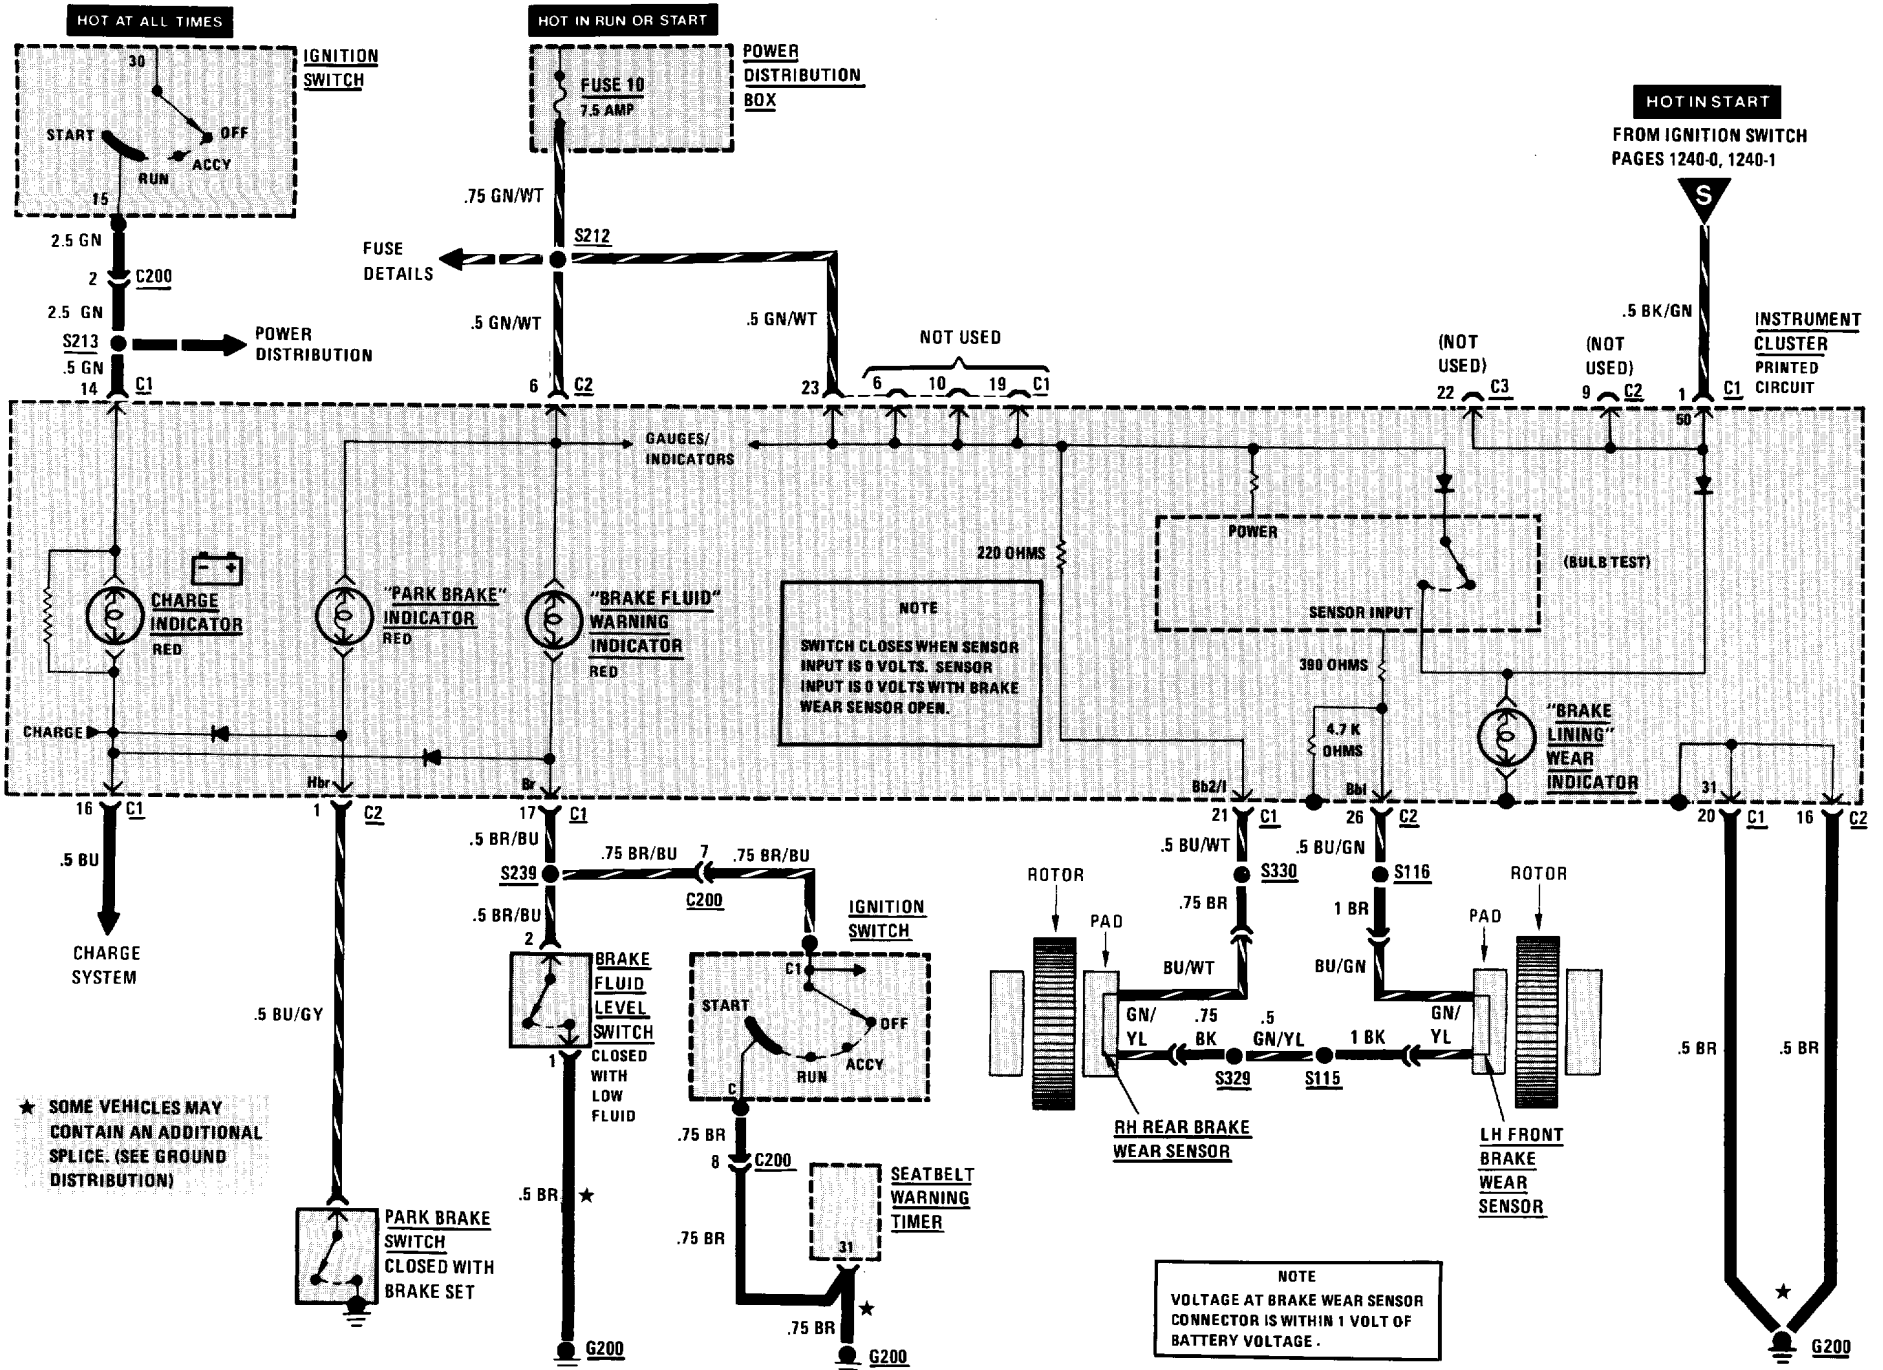 HOT AT ALL TIMES
HOT IN RUN OR START
30
IGNITION
SWITCH
START
OFF
ACCY
RUN
15
FUSE 10
7.5 AMP
POWER
DISTRIBUTION
BOX
HOT IN START
FROM IGNITION SWITCH
PAGES 1240-0, 1240-1
S
2.5 GN
2
C200
2.5 GN
S213
POWER
DISTRIBUTION
.5 GN
14
C1
.75 GN/WT
S212
FUSE
DETAILS
.5 GN/WT
6
C2
.5 GN/WT
23
NOT USED
6
10
19
C1
(NOT
USED)
22
C3
(NOT
USED)
9
C2
.5 BK/GN
1
C1
50
INSTRUMENT
CLUSTER
PRINTED
CIRCUIT
GAUGES/
INDICATORS
CHARGE
INDICATOR
RED
"PARK BRAKE"
INDICATOR
RED
"BRAKE FLUID"
WARNING
INDICATOR
RED
220 OHMS
NOTE
SWITCH CLOSES WHEN SENSOR
INPUT IS 0 VOLTS. SENSOR
INPUT IS 0 VOLTS WITH BRAKE
WEAR SENSOR OPEN.
POWER
SENSOR INPUT
(BULB TEST)
390 OHMS
4.7 K
OHMS
"BRAKE
LINING"
WEAR
INDICATOR
CHARGE
Hbr
Br
Bb2/l
Bbl
31
16
C1
1
C2
17
C1
21
C1
26
C2
20
C1
16
C2
.5 BU
CHARGE
SYSTEM
.5 BU/GY
.5 BR/BU
S239
.75 BR/BU
7
.75 BR/BU
C200
.5 BR/BU
2
BRAKE
FLUID
LEVEL
SWITCH
CLOSED
WITH
LOW
FLUID
1
IGNITION
SWITCH
C1
START
OFF
ACCY
RUN
C
.75 BR
8
C200
.75 BR
SEATBELT
WARNING
TIMER
31
.75 BR
G200
.5 BR
G200
PARK BRAKE
SWITCH
CLOSED WITH
BRAKE SET
★ SOME VEHICLES MAY
CONTAIN AN ADDITIONAL
SPLICE. (SEE GROUND
DISTRIBUTION)
.5 BU/WT
S330
.75 BR
BU/WT
.5 BU/GN
S116
1 BR
BU/GN
ROTOR
PAD
PAD
ROTOR
GN/
YL
.75
BK
.5
GN/YL
1 BK
GN/
YL
S329
S115
RH REAR BRAKE
WEAR SENSOR
LH FRONT
BRAKE
WEAR
SENSOR
.5 BR
.5 BR
G200
NOTE
VOLTAGE AT BRAKE WEAR SENSOR
CONNECTOR IS WITHIN 1 VOLT OF
BATTERY VOLTAGE.